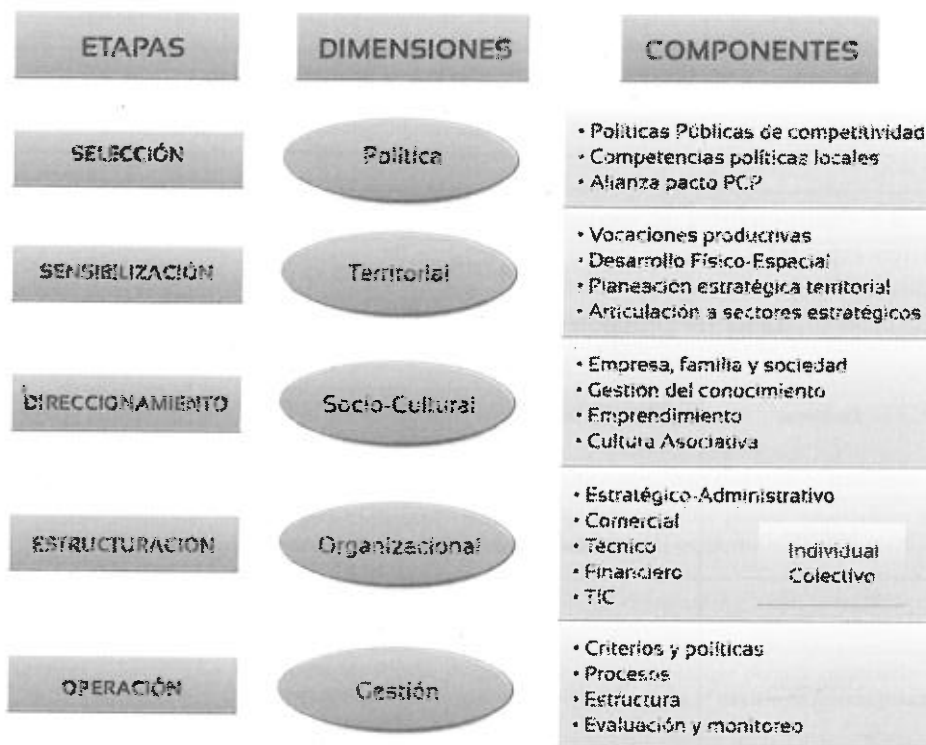 ETAPAS
DIMENSIONES
COMPONENTES
SELECCIÓN
Política
• Políticas Públicas de competitividad
• Competencias políticas locales
• Alianza pacto PCP
SENSIBILIZACIÓN
Territorial
• Vocaciones productivas
• Desarrollo Físico-Espacial
• Planeación estratégica territorial
• Articulación a sectores estratégicos
DIRECCIONAMIENTO
Socio-Cultural
• Empresa, familia y sociedad
• Gestión del conocimiento
• Emprendimiento
• Cultura Asociativa
ESTRUCTURACIÓN
Organizacional
• Estratégico-Administrativo
• Comercial
• Técnico
• Financiero
• TIC
Individual
Colectivo
OPERACIÓN
Gestión
• Criterios y políticas
• Procesos
• Estructura
• Evaluación y monitoreo